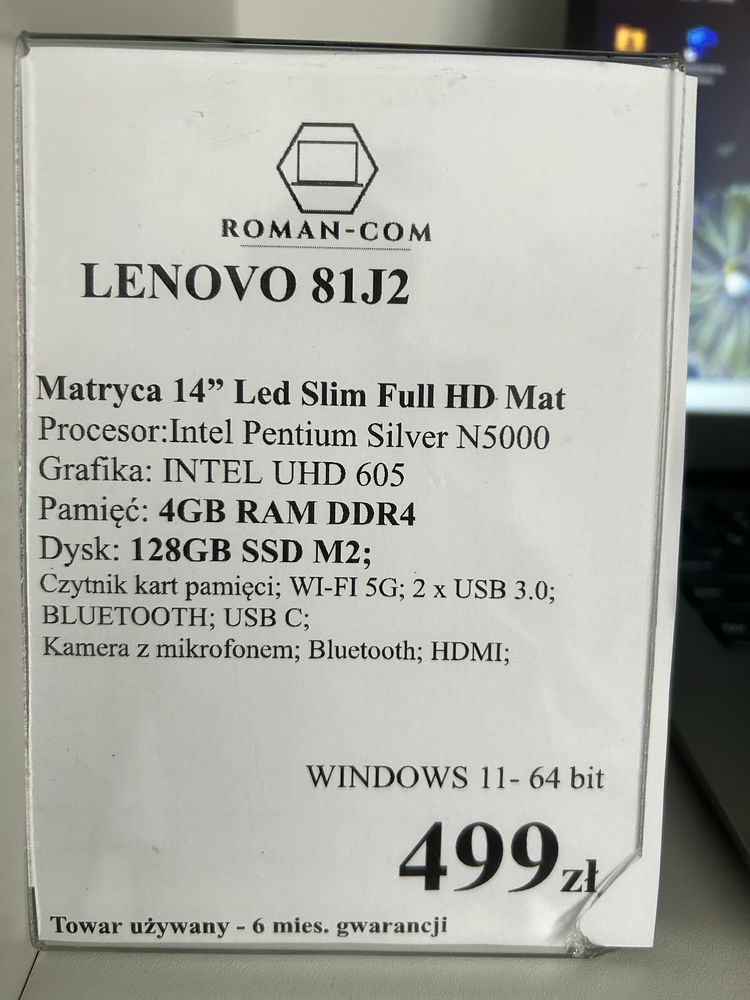 ROMAN-COM
LENOVO 81J2
Matryca 14” Led Slim Full HD Mat
Procesor:Intel Pentium Silver N5000
Grafika: INTEL UHD 605
Pamięć: 4GB RAM DDR4
Dysk: 128GB SSD M2;
Czytnik kart pamięci; WI-FI 5G; 2 x USB 3.0;
BLUETOOTH; USB C;
Kamera z mikrofonem; Bluetooth; HDMI;
WINDOWS 11- 64 bit
499zł
Towar używany - 6 mies. gwarancji